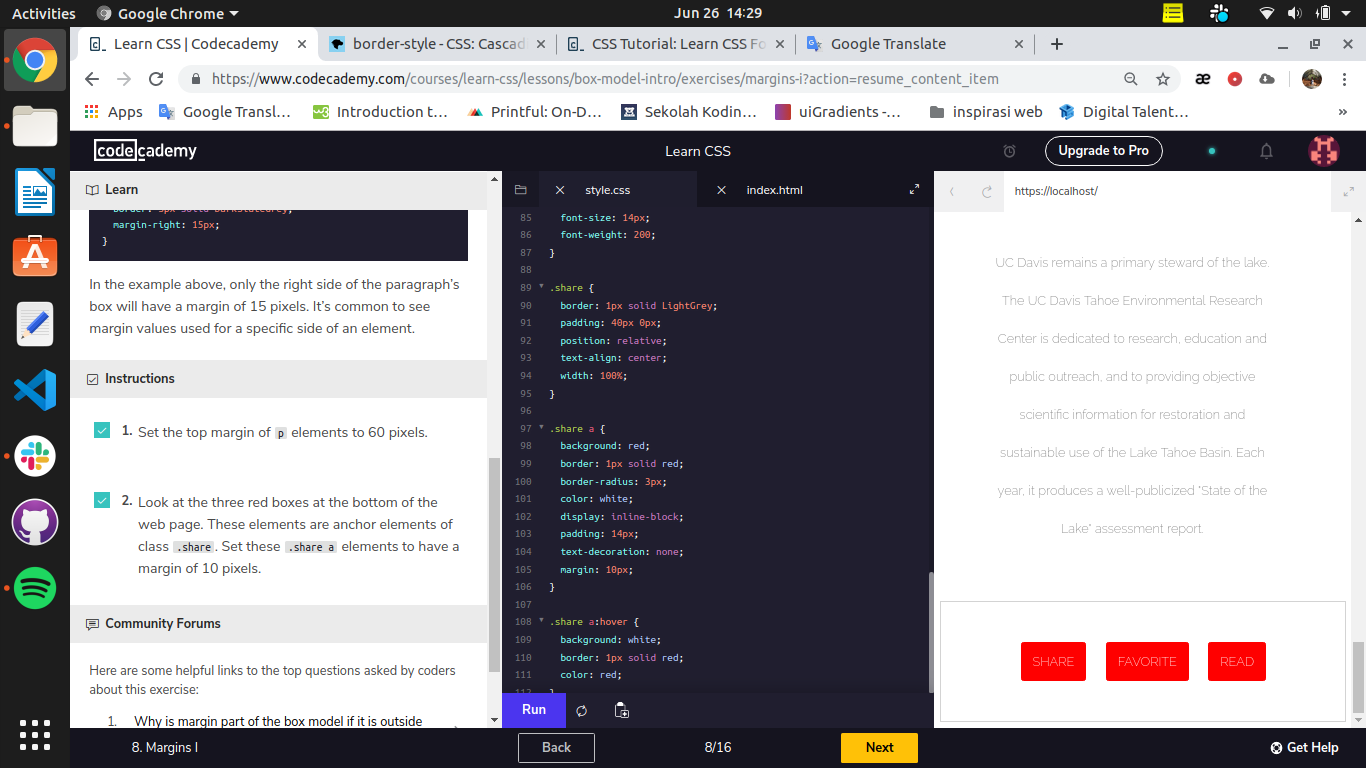 Activities
Google Chrome
Jun 26 14:29
Learn CSS | Codecademy
border-style - CSS: Cascad
CSS Tutorial: Learn CSS Fo
Google Translate
https://www.codecademy.com/courses/learn-css/lessons/box-model-intro/exercises/margins-i?action=resume_content_item
Apps
Google Transl...
Introduction t...
Printful: On-D...
Sekolah Kodin...
uiGradients -...
inspirasi web
Digital Talent...
codecademy
Learn CSS
Upgrade to Pro
Learn
margin-right: 15px;
}
In the example above, only the right side of the paragraph's
box will have a margin of 15 pixels. It's common to see
margin values used for a specific side of an element.
Instructions
1. Set the top margin of p elements to 60 pixels.
2. Look at the three red boxes at the bottom of the
web page. These elements are anchor elements of
class .share. Set these .share a elements to have a
margin of 10 pixels.
Community Forums
Here are some helpful links to the top questions asked by coders
about this exercise:
1. Why is margin part of the box model if it is outside
style.css
index.html
85 font-size: 14px;
86 font-weight: 200;
87 }
88
89 .share {
90 border: 1px solid LightGrey;
91 padding: 40px 0px;
92 position: relative;
93 text-align: center;
94 width: 100%;
95 }
96
97 .share a {
98 background: red;
99 border: 1px solid red;
100 border-radius: 3px;
101 color: white;
102 display: inline-block;
103 padding: 14px;
104 text-decoration: none;
105 margin: 10px;
106 }
107
108 .share a:hover {
109 background: white;
110 border: 1px solid red;
111 color: red;
112 }
Run
https://localhost/
UC Davis remains a primary steward of the lake.
The UC Davis Tahoe Environmental Research
Center is dedicated to research, education and
public outreach, and to providing objective
scientific information for restoration and
sustainable use of the Lake Tahoe Basin. Each
year, it produces a well-publicized "State of the
Lake" assessment report.
SHARE
FAVORITE
READ
8. Margins I
Back
8/16
Next
Get Help